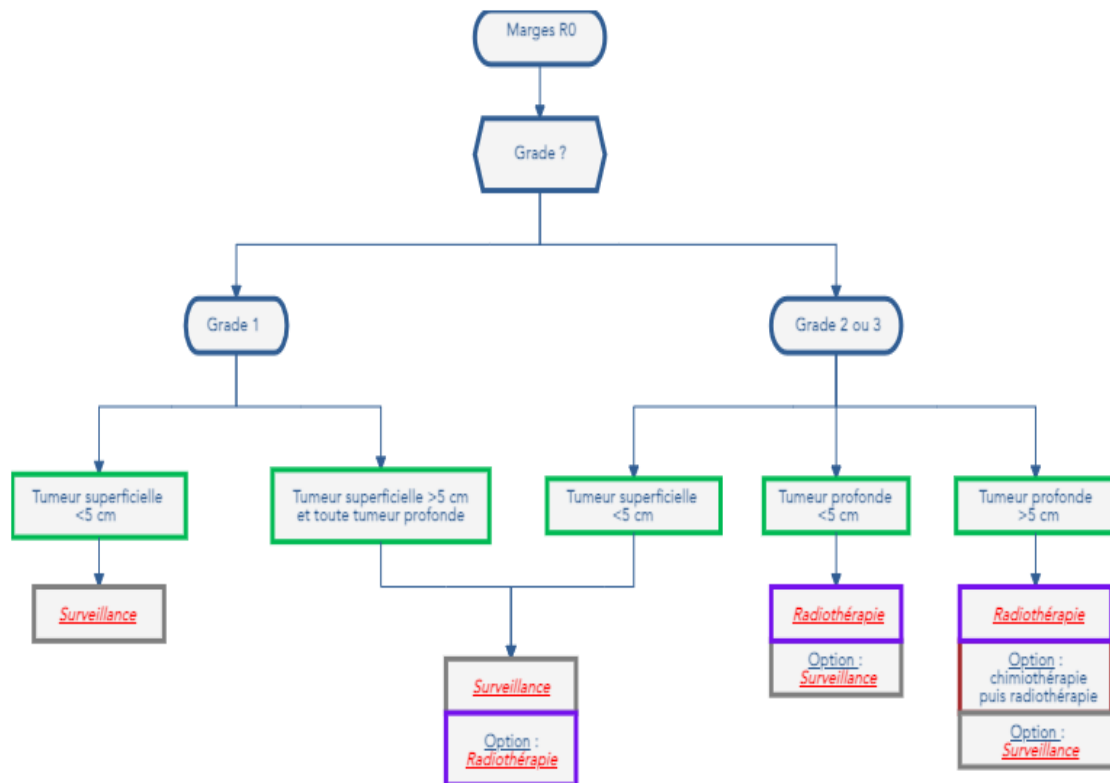 Marges R0
Grade ?
Grade 1
Grade 2 ou 3
Tumeur superficielle
<5 cm
Tumeur superficielle >5 cm
et toute tumeur profonde
Tumeur superficielle
<5 cm
Tumeur profonde
<5 cm
Tumeur profonde
>5 cm
Surveillance
Surveillance
Option :
Radiothérapie
Radiothérapie
Option :
Surveillance
Radiothérapie
Option :
chimiothérapie
puis radiothérapie
Option :
Surveillance